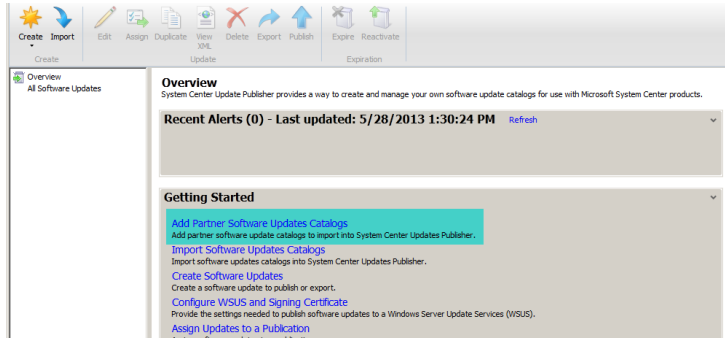 Create Import Edit Assign Duplicate View XML Delete Export Publish Expire Reactivate
Create Update Expiration
Overview
All Software Updates
Overview
System Center Update Publisher provides a way to create and manage your own software update catalogs for use with Microsoft System Center products.
Recent Alerts (0) - Last updated: 5/28/2013 1:30:24 PM Refresh
Getting Started
Add Partner Software Updates Catalogs
Add partner software update catalogs to import into System Center Updates Publisher.
Import Software Updates Catalogs
Import software updates catalogs into System Center Updates Publisher.
Create Software Updates
Create a software update to publish or export.
Configure WSUS and Signing Certificate
Provide the settings needed to publish software updates to a Windows Server Update Services (WSUS).
Assign Updates to a Publication